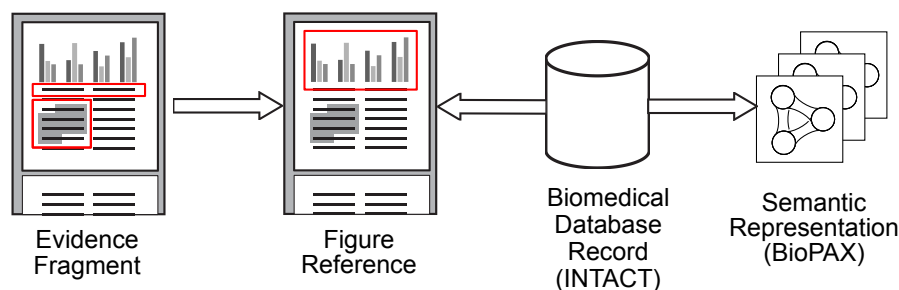 Evidence
Fragment
Figure
Reference
Biomedical
Database
Record
(INTACT)
Semantic
Representation
(BioPAX)